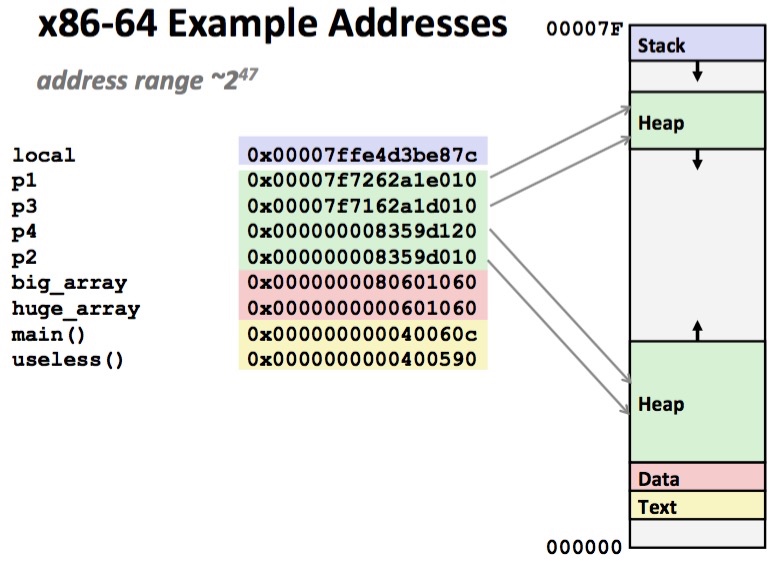 x86-64 Example Addresses
address range ~2^47
local 0x00007ffe4d3be87c
p1 0x00007f7262a1e010
p3 0x00007f7162a1d010
p4 0x000000008359d120
p2 0x000000008359d010
big_array 0x0000000080601060
huge_array 0x0000000000601060
main() 0x000000000040060c
useless() 0x0000000000400590
00007F
Stack
Heap
Heap
Data
Text
000000